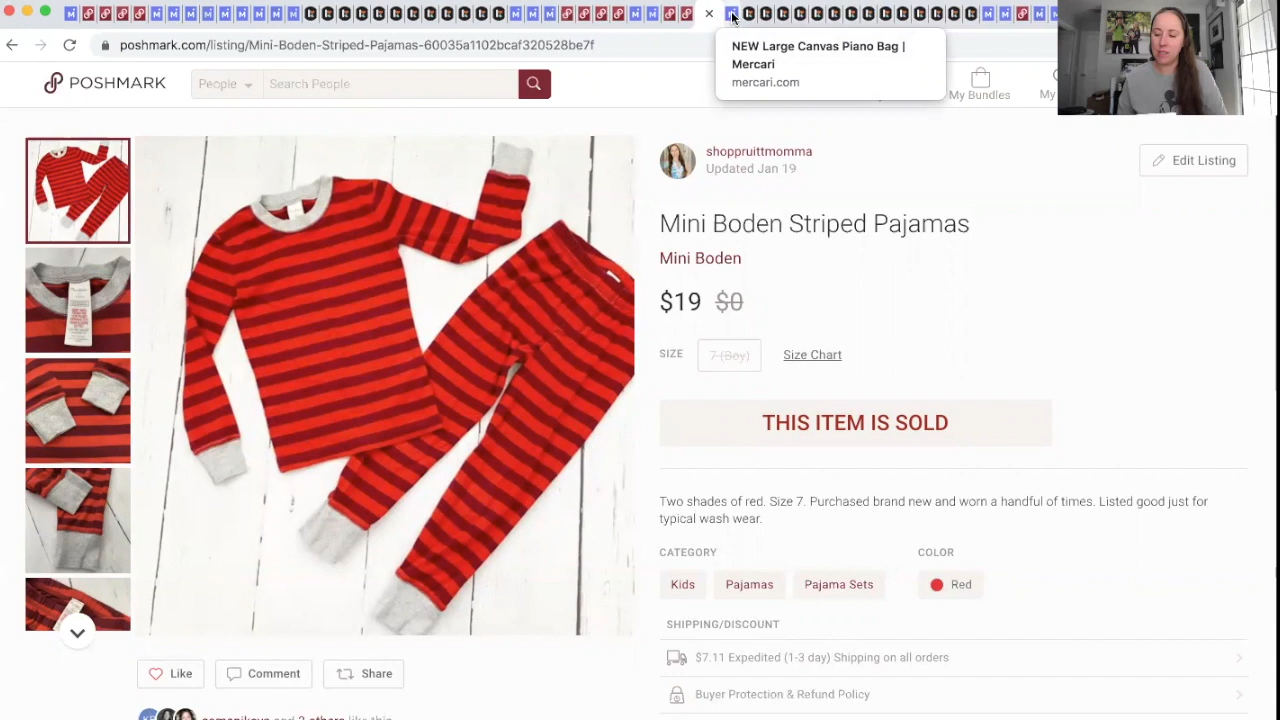 poshmark.com/listing/Mini-Boden-Striped-Pajamas-60035a1102bcaf320528be7f
NEW Large Canvas Piano Bag |
Mercari
mercari.com
POSHMARK
People
Search People
My Bundles
My
shoppruittmomma
Updated Jan 19
Edit Listing
Mini Boden Striped Pajamas
Mini Boden
$19 $0
SIZE
7 (Boy)
Size Chart
THIS ITEM IS SOLD
Two shades of red. Size 7. Purchased brand new and worn a handful of times. Listed good just for
typical wash wear.
CATEGORY
COLOR
Kids
Pajamas
Pajama Sets
Red
SHIPPING/DISCOUNT
$7.11 Expedited (1-3 day) Shipping on all orders
Buyer Protection & Refund Policy
Like
Comment
Share